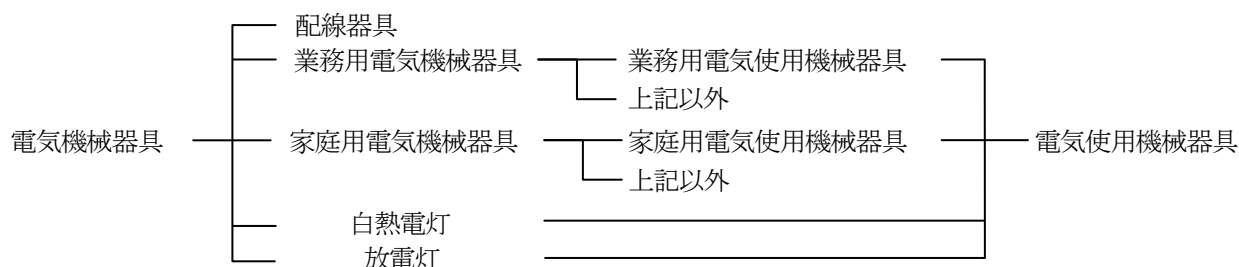 配線器具
業務用電気機械器具 業務用電気使用機械器具
上記以外
電気機械器具 家庭用電気機械器具 家庭用電気使用機械器具 電気使用機械器具
上記以外
白熱電灯
放電灯